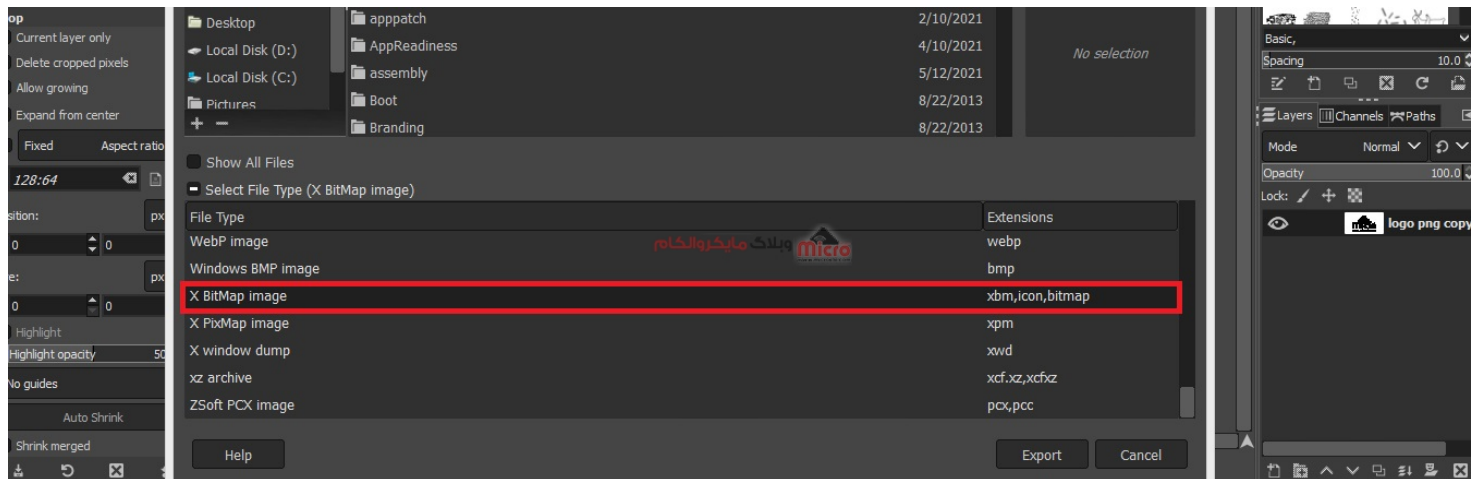 Current layer only
Delete cropped pixels
Allow growing
Expand from center
Fixed Aspect ratio
128:64
px
0 0
px
0 0
Highlight
Highlight opacity 50
No guides
Auto Shrink
Shrink merged
Desktop
Local Disk (D:)
Local Disk (C:)
Pictures
apppatch 2/10/2021
AppReadiness 4/10/2021
assembly 5/12/2021
Boot 8/22/2013
Branding 8/22/2013
No selection
Show All Files
Select File Type (X BitMap image)
File Type Extensions
WebP image webp
Windows BMP image bmp
X BitMap image xbm,icon,bitmap
X PixMap image xpm
X window dump xwd
xz archive xcf.xz,xcfxz
ZSoft PCX image pcx,pcc
Help Export Cancel
وبلاگ مایکروالکام
micro
Basic,
Spacing 10.0
Layers Channels Paths
Mode Normal
Opacity 100.0
Lock:
logo png copy